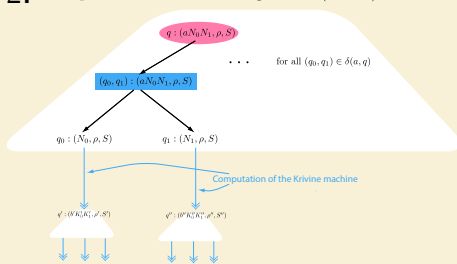 q : (aN₀N₁, ρ, S)
· · ·
for all (q₀, q₁) ∈ δ(a, q)
(q₀, q₁) : (aN₀N₁, ρ, S)
q₀ : (N₀, ρ, S)
q₁ : (N₁, ρ, S)
Computation of the Krivine machine